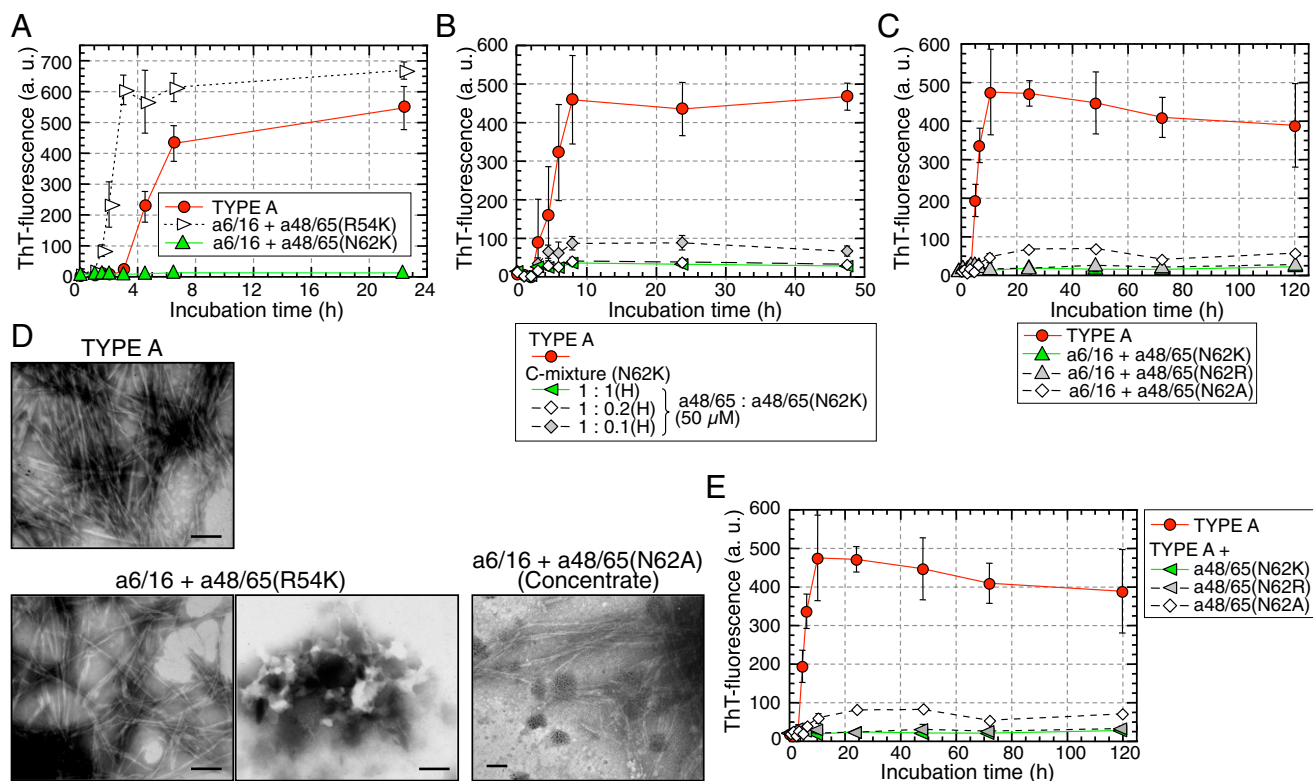 A
ThT-fluorescence (a. u.)
700
600
500
400
300
200
100
0
0 4 8 12 16 20 24
Incubation time (h)
TYPE A
a6/16 + a48/65(R54K)
a6/16 + a48/65(N62K)
B
ThT-fluorescence (a. u.)
600
500
400
300
200
100
0
0 10 20 30 40 50
Incubation time (h)
TYPE A
C-mixture (N62K)
1 : 1(H)
1 : 0.2(H)
1 : 0.1(H)
a48/65 : a48/65(N62K)
(50 µM)
C
ThT-fluorescence (a. u.)
600
500
400
300
200
100
0
0 20 40 60 80 100 120
Incubation time (h)
TYPE A
a6/16 + a48/65(N62K)
a6/16 + a48/65(N62R)
a6/16 + a48/65(N62A)
D
TYPE A
a6/16 + a48/65(R54K)
a6/16 + a48/65(N62A)
(Concentrate)
E
ThT-fluorescence (a. u.)
600
500
400
300
200
100
0
0 20 40 60 80 100 120
Incubation time (h)
TYPE A
TYPE A +
a48/65(N62K)
a48/65(N62R)
a48/65(N62A)